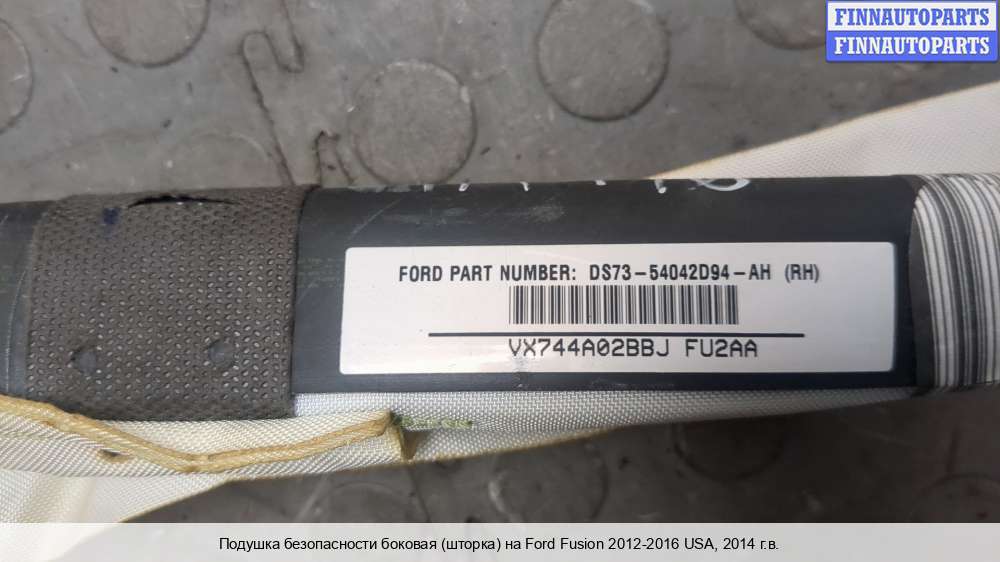 FINNAUTOPARTS
FINNAUTOPARTS
FORD PART NUMBER: DS73-54042D94-AH (RH)
VX744A02BBJ FU2AA
Подушка безопасности боковая (шторка) на Ford Fusion 2012-2016 USA, 2014 г.в.